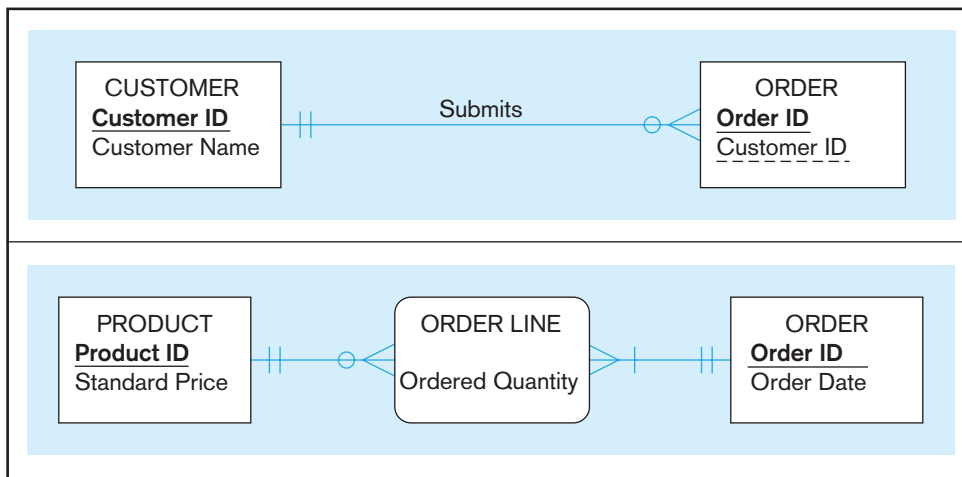 CUSTOMER
Customer ID
Customer Name
Submits
ORDER
Order ID
Customer ID
PRODUCT
Product ID
Standard Price
ORDER LINE
Ordered Quantity
ORDER
Order ID
Order Date